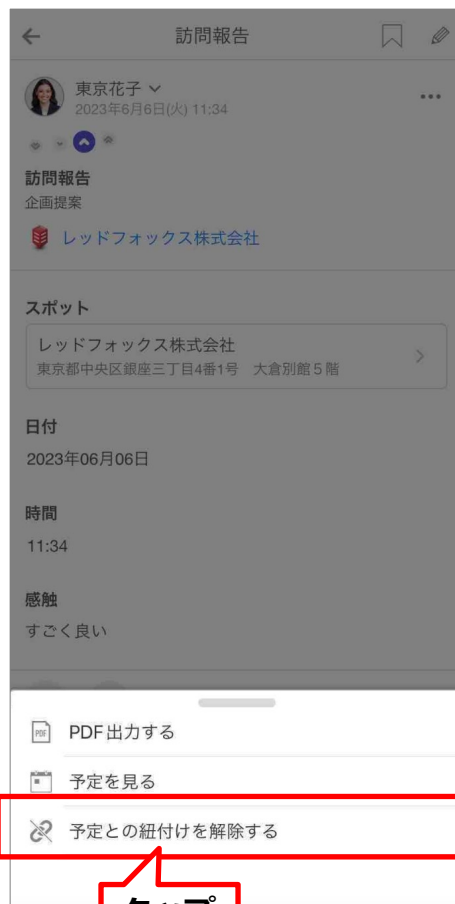 訪問報告
東京花子
2023年6月6日(火) 11:34
訪問報告
企画提案
レッドフォックス株式会社
スポット
レッドフォックス株式会社
東京都中央区銀座三丁目4番1号　大倉別館５階
日付
2023年06月06日
時間
11:34
感触
すごく良い
PDF
PDF出力する
予定を見る
予定との紐付けを解除する
タップ